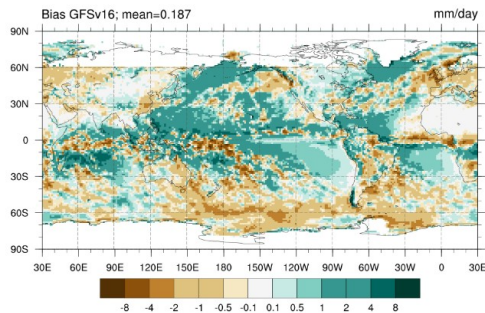 Bias GFSv16; mean=0.187 mm/day
90N
60N
30N
0
30S
60S
90S
30E 60E 90E 120E 150E 180 150W 120W 90W 60W 30W 0 30E
-8 -4 -2 -1 -0.5 -0.1 0.1 0.5 1 2 4 8